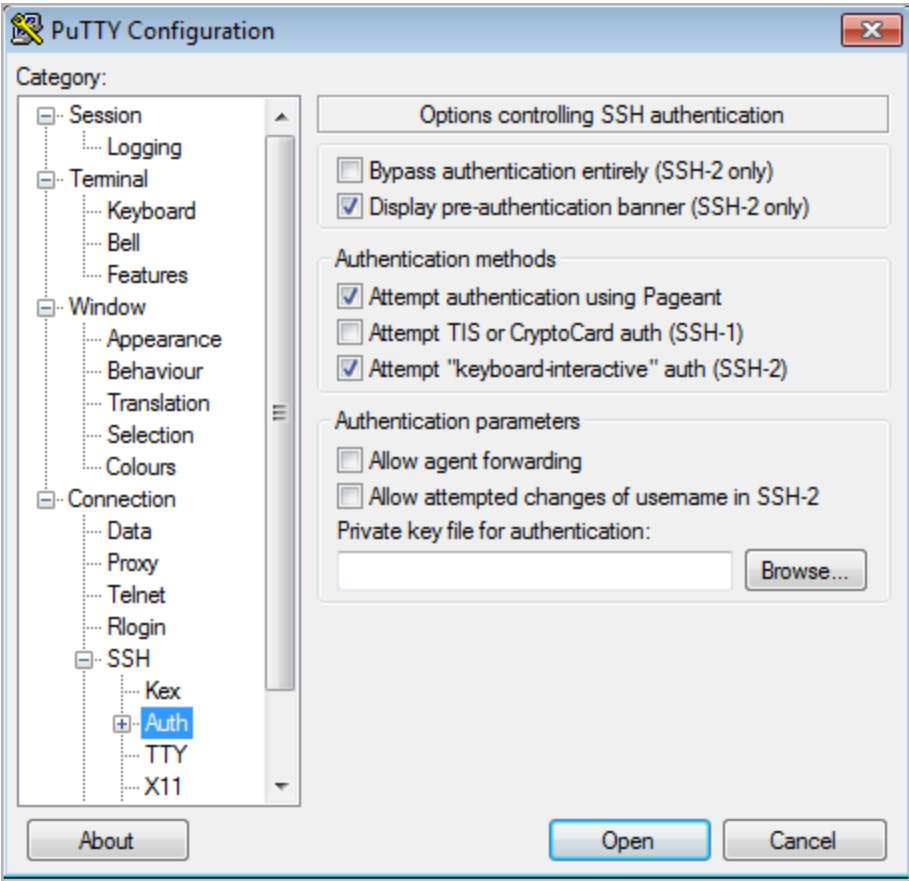 PuTTY Configuration
Category:
Session
Logging
Terminal
Keyboard
Bell
Features
Window
Appearance
Behaviour
Translation
Selection
Colours
Connection
Data
Proxy
Telnet
Rlogin
SSH
Kex
Auth
TTY
X11
Options controlling SSH authentication
Bypass authentication entirely (SSH-2 only)
Display pre-authentication banner (SSH-2 only)
Authentication methods
Attempt authentication using Pageant
Attempt TIS or CryptoCard auth (SSH-1)
Attempt "keyboard-interactive" auth (SSH-2)
Authentication parameters
Allow agent forwarding
Allow attempted changes of username in SSH-2
Private key file for authentication:
Browse...
About
Open
Cancel